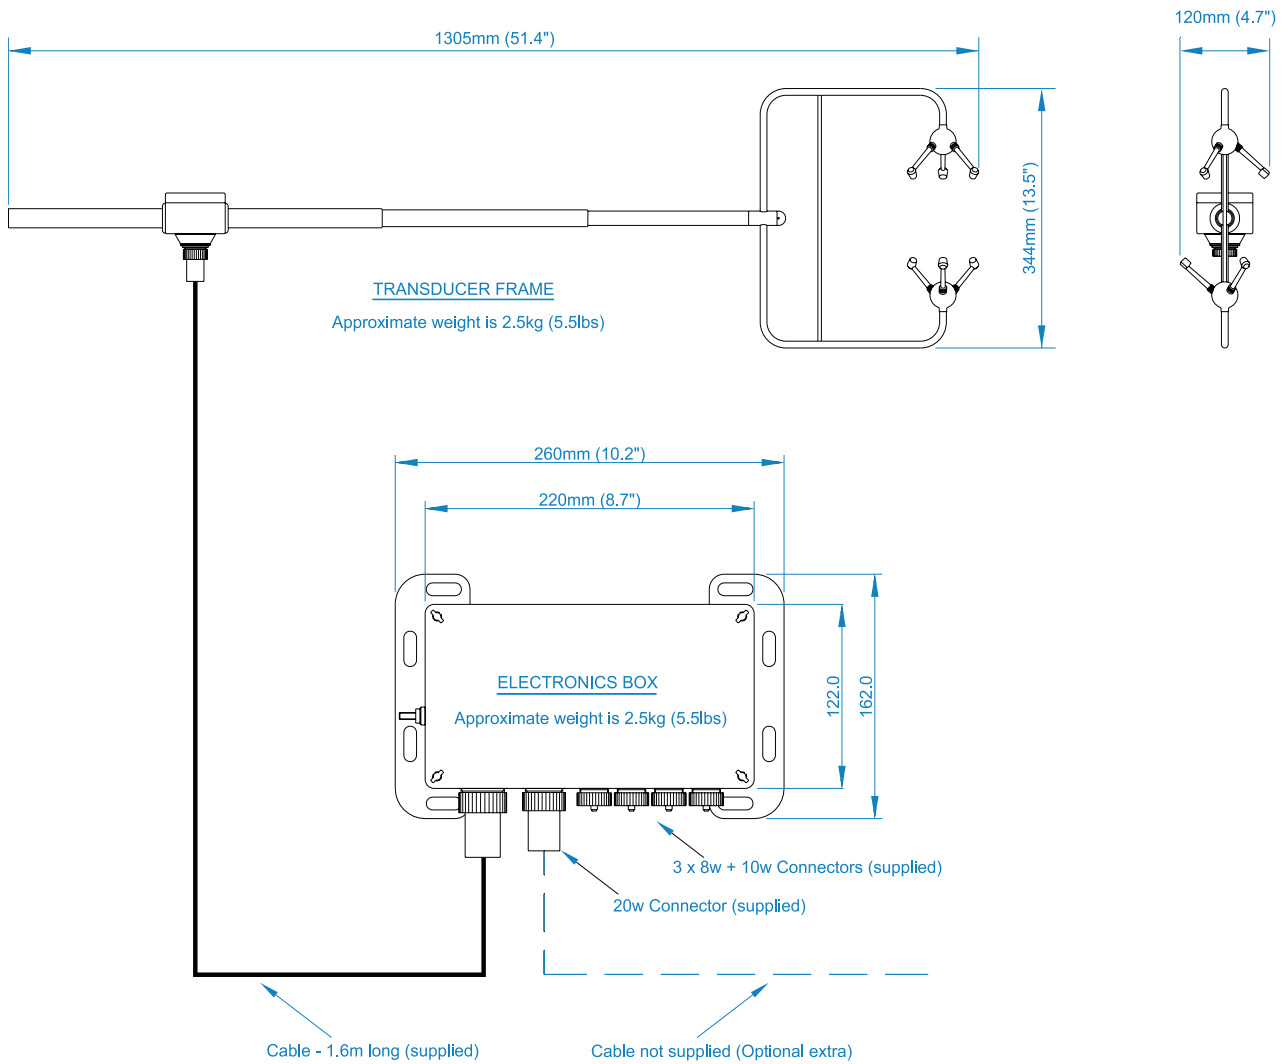 120mm (4.7")
1305mm (51.4")
344mm (13.5")
TRANSDUCER FRAME
Approximate weight is 2.5kg (5.5lbs)
260mm (10.2")
220mm (8.7")
ELECTRONICS BOX
Approximate weight is 2.5kg (5.5lbs)
122.0
162.0
3 x 8w + 10w Connectors (supplied)
20w Connector (supplied)
Cable - 1.6m long (supplied)
Cable not supplied (Optional extra)